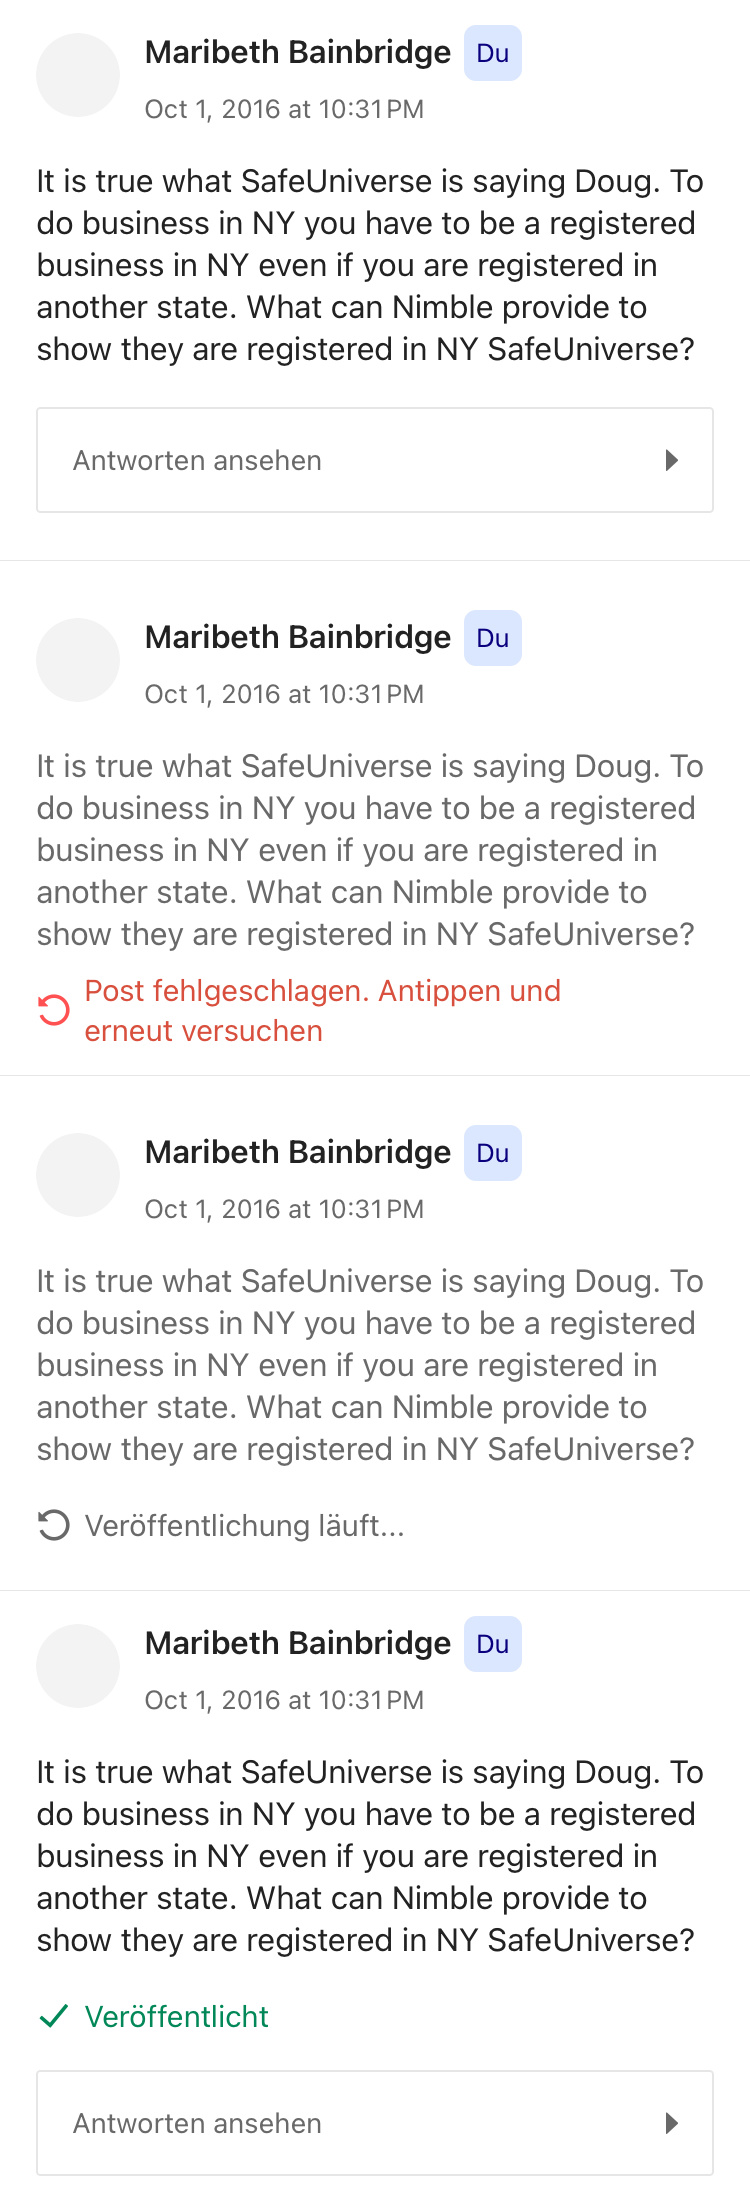 Maribeth Bainbridge Du
Oct 1, 2016 at 10:31 PM
It is true what SafeUniverse is saying Doug. To
do business in NY you have to be a registered
business in NY even if you are registered in
another state. What can Nimble provide to
show they are registered in NY SafeUniverse?
Antworten ansehen
Maribeth Bainbridge Du
Oct 1, 2016 at 10:31 PM
It is true what SafeUniverse is saying Doug. To
do business in NY you have to be a registered
business in NY even if you are registered in
another state. What can Nimble provide to
show they are registered in NY SafeUniverse?
Post fehlgeschlagen. Antippen und
erneut versuchen
Maribeth Bainbridge Du
Oct 1, 2016 at 10:31 PM
It is true what SafeUniverse is saying Doug. To
do business in NY you have to be a registered
business in NY even if you are registered in
another state. What can Nimble provide to
show they are registered in NY SafeUniverse?
Veröffentlichung läuft...
Maribeth Bainbridge Du
Oct 1, 2016 at 10:31 PM
It is true what SafeUniverse is saying Doug. To
do business in NY you have to be a registered
business in NY even if you are registered in
another state. What can Nimble provide to
show they are registered in NY SafeUniverse?
Veröffentlicht
Antworten ansehen